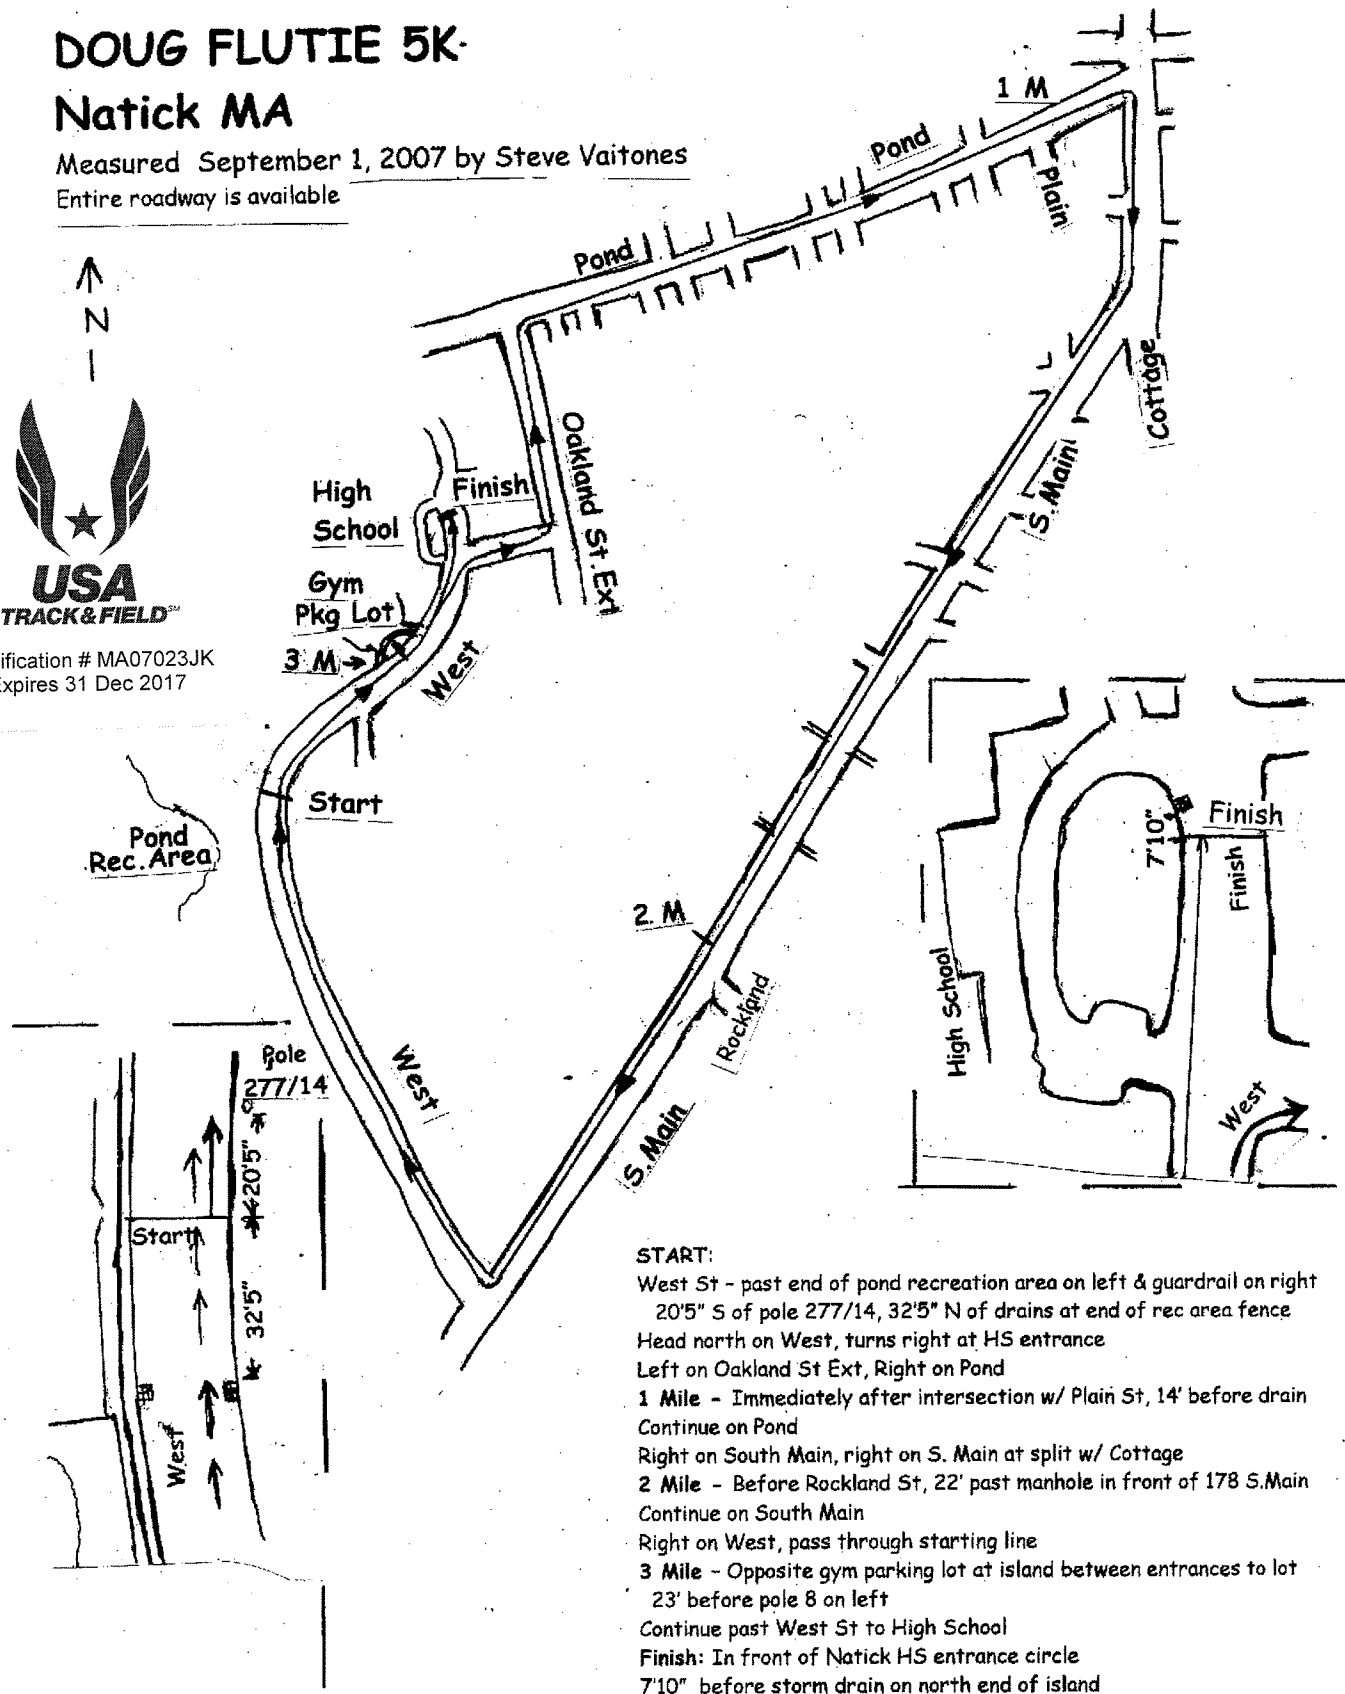 DOUG FLUTIE 5K
Natick MA
Measured September 1, 2007 by Steve Vaitones
Entire roadway is available
N
USA
TRACK&FIELD
SM
ification # MA07023JK
Expires 31 Dec 2017
1 M
Pond
Plain
Pond
Cottage
S. Main
Oakland St. Ext
High
School
Finish
Gym
Pkg Lot
3 M
West
Start
Pond
Rec. Area
2 M
Rockland
West
S. Main
Pole
277/14
20'5"
Start
32'5"
West
Finish
7'10"
Finish
High School
West
START:
West St - past end of pond recreation area on left & guardrail on right
20'5" S of pole 277/14, 32'5" N of drains at end of rec area fence
Head north on West, turns right at HS entrance
Left on Oakland St Ext, Right on Pond
1 Mile - Immediately after intersection w/ Plain St, 14' before drain
Continue on Pond
Right on South Main, right on S. Main at split w/ Cottage
2 Mile - Before Rockland St, 22' past manhole in front of 178 S.Main
Continue on South Main
Right on West, pass through starting line
3 Mile - Opposite gym parking lot at island between entrances to lot
23' before pole 8 on left
Continue past West St to High School
Finish: In front of Natick HS entrance circle
7'10" before storm drain on north end of island